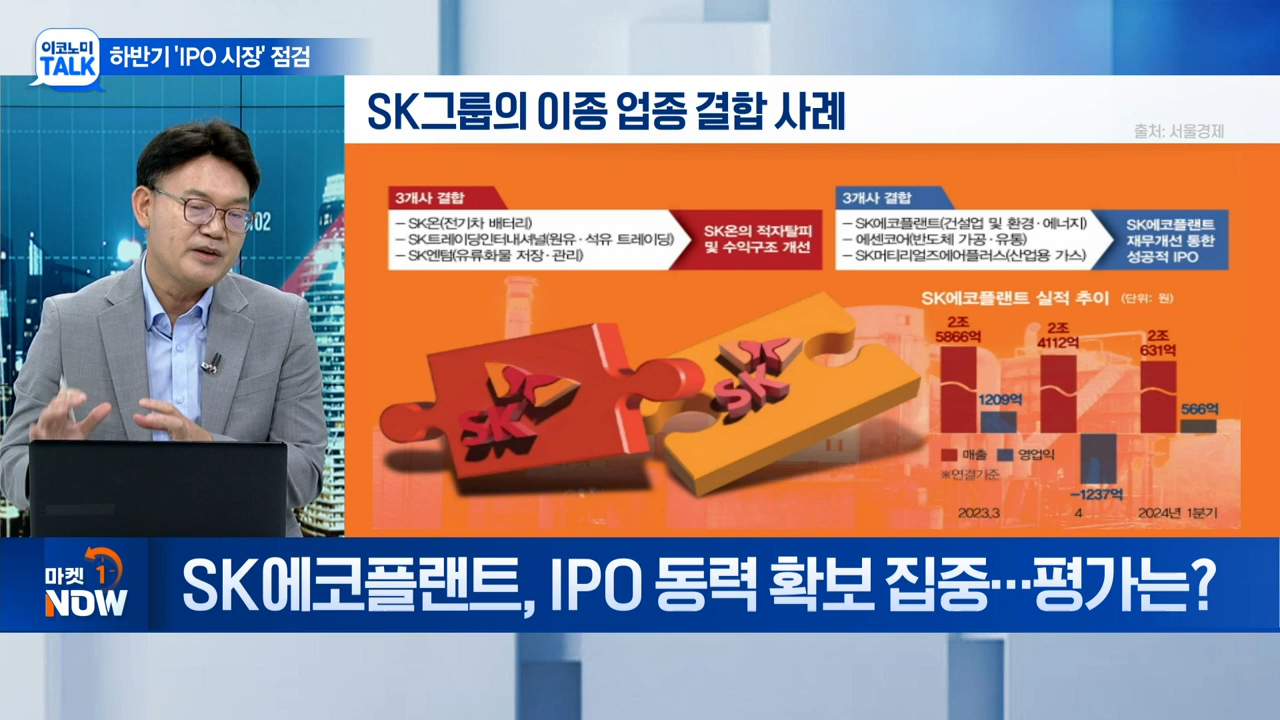 이코노미
TALK
하반기 'IPO 시장' 점검
SK그룹의 이종 업종 결합 사례
출처: 서울경제
3개사 결합
– SK온(전기차 배터리)
– SK트레이딩인터내셔널(원유·석유 트레이딩)
– SK엔텀(유류화물 저장·관리)
SK온의 적자탈피
및 수익구조 개선
3개사 결합
– SK에코플랜트(건설업 및 환경·에너지)
– 에센코어(반도체 가공·유통)
– SK머티리얼즈에어플러스(산업용 가스)
SK에코플랜트
재무개선 통한
성공적 IPO
:02
SK에코플랜트 실적 추이 (단위: 원)
2조
5866억
2조
4112억
2조
631억
1209억
566억
-1237억
매출 영업익
※연결기준
2023.3 4 2024년 1분기
SK
SK
마켓 1
NOW
SK에코플랜트, IPO 동력 확보 집중…평가는?